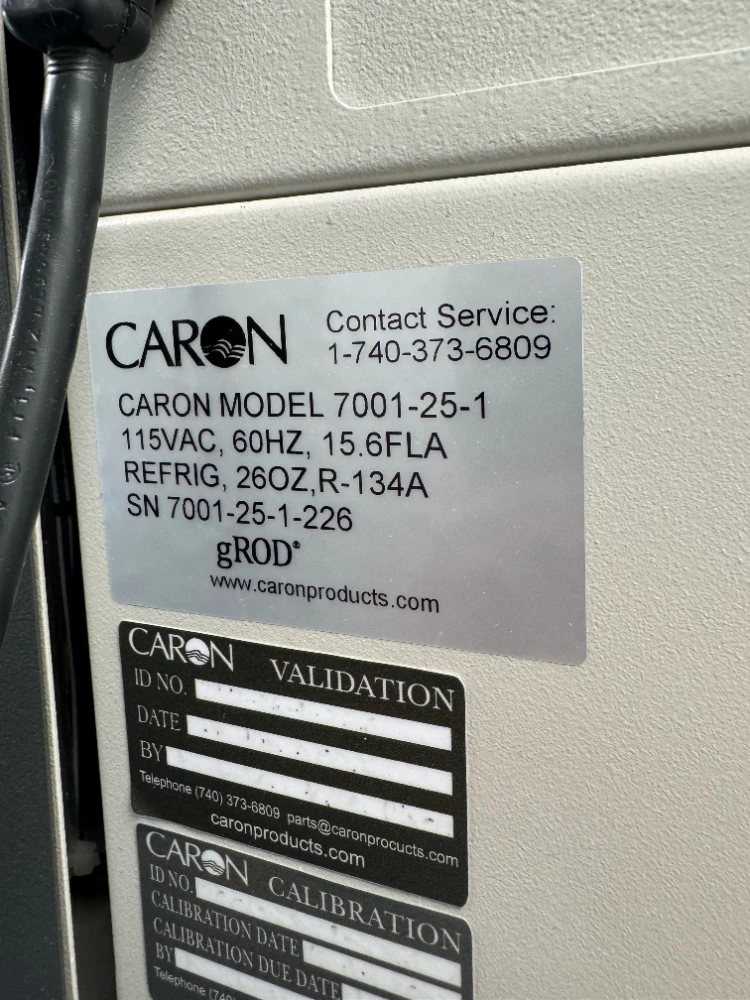 CARON
Contact Service:
1-740-373-6809
CARON MODEL 7001-25-1
115VAC, 60HZ, 15.6FLA
REFRIG, 26OZ,R-134A
SN 7001-25-1-226
gROD®
www.caronproducts.com
CARON VALIDATION
ID NO.
DATE
BY
Telephone (740) 373-6809 parts@caronprocucts.com
caronproducts.com
CARON CALIBRATION
ID NO.
CALIBRATION DATE
CALIBRATION DUE DATE
BY
Telephone (740)